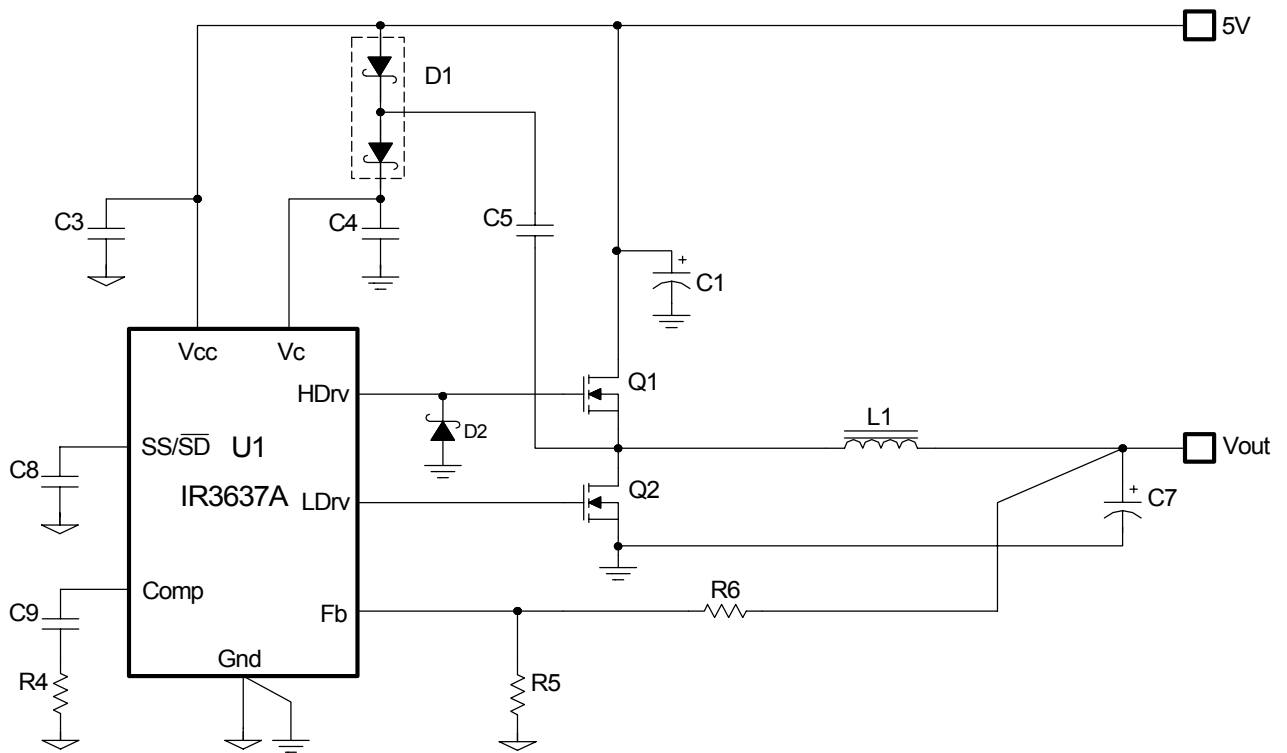 5V
D1
C3
C4
C5
+
C1
Vcc
Vc
HDrv
Q1
D2
L1
Vout
SS/SD
U1
C8
IR3637A
LDrv
Q2
+
C7
Comp
C9
Fb
R6
Gnd
R4
R5